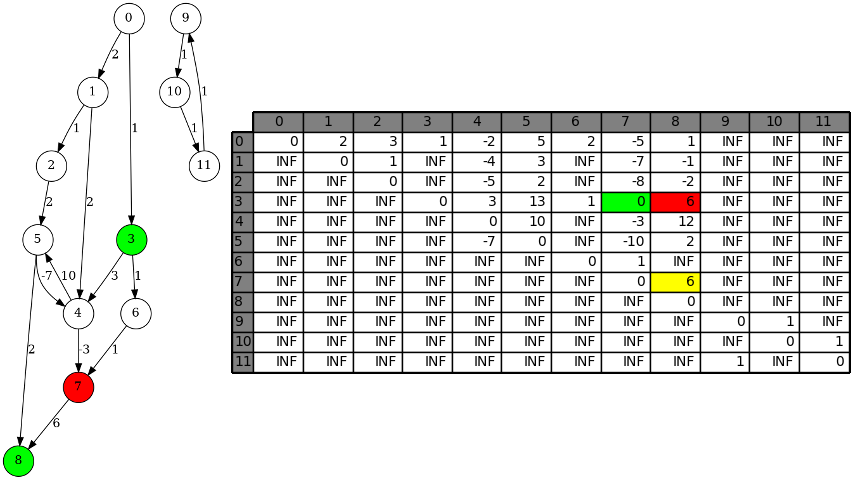 0
9
2
1
1
10
1
1
1
1
2
11
2
2
5
3
-7
10
3
1
4
6
2
-3
1
7
6
8
0 1 2 3 4 5 6 7 8 9 10 11
0 0 2 3 1 -2 5 2 -5 1 INF INF INF
1 INF 0 1 INF -4 3 INF -7 -1 INF INF INF
2 INF INF 0 INF -5 2 INF -8 -2 INF INF INF
3 INF INF INF 0 3 13 1 0 6 INF INF INF
4 INF INF INF INF 0 10 INF -3 12 INF INF INF
5 INF INF INF INF -7 0 INF -10 2 INF INF INF
6 INF INF INF INF INF INF 0 1 INF INF INF INF
7 INF INF INF INF INF INF INF 0 6 INF INF INF
8 INF INF INF INF INF INF INF INF 0 INF INF INF
9 INF INF INF INF INF INF INF INF INF 0 1 INF
10 INF INF INF INF INF INF INF INF INF INF 0 1
11 INF INF INF INF INF INF INF INF INF 1 INF 0